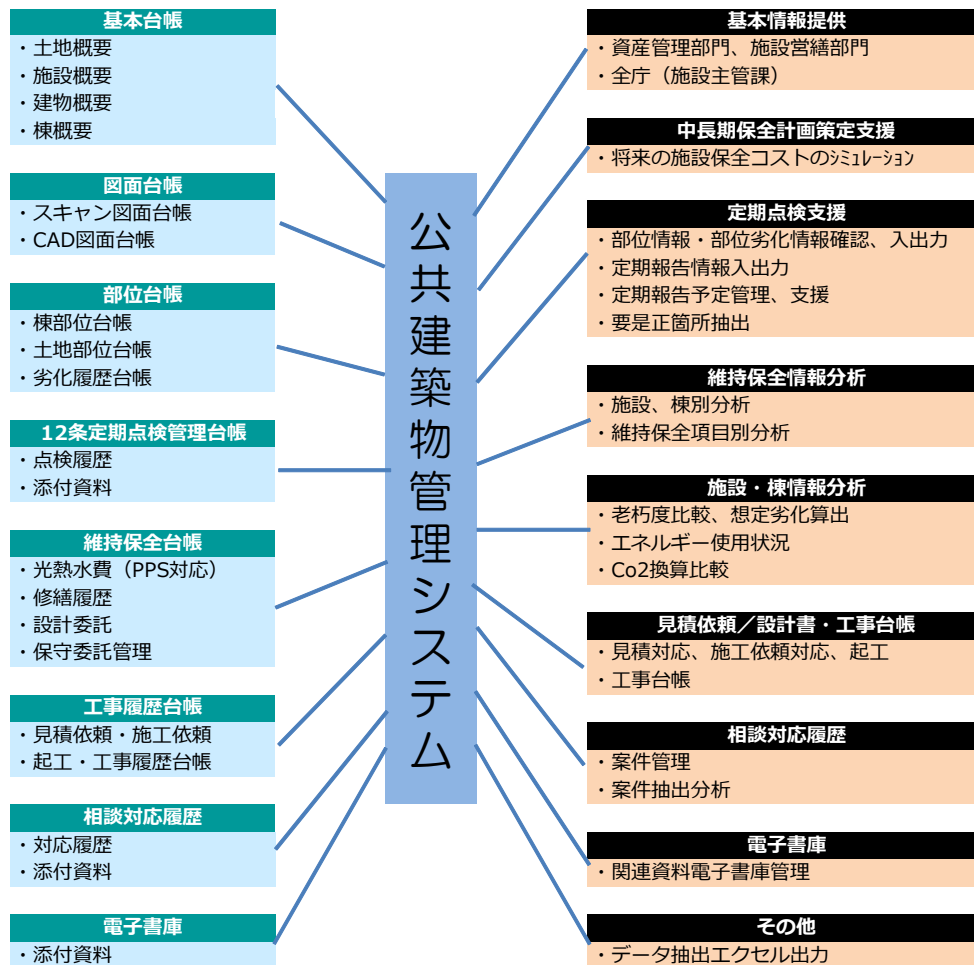 基本台帳
・土地概要
・施設概要
・建物概要
・棟概要
図面台帳
・スキャン図面台帳
・CAD図面台帳
部位台帳
・棟部位台帳
・土地部位台帳
・劣化履歴台帳
12条定期点検管理台帳
・点検履歴
・添付資料
維持保全台帳
・光熱水費（PPS対応）
・修繕履歴
・設計委託
・保守委託管理
工事履歴台帳
・見積依頼・施工依頼
・起工・工事履歴台帳
相談対応履歴
・対応履歴
・添付資料
電子書庫
・添付資料
公共建築物管理システム
基本情報提供
・資産管理部門、施設営繕部門
・全庁（施設主管課）
中長期保全計画策定支援
・将来の施設保全コストのｼﾐｭﾚｰｼｮﾝ
定期点検支援
・部位情報・部位劣化情報確認、入出力
・定期報告情報入出力
・定期報告予定管理、支援
・要是正箇所抽出
維持保全情報分析
・施設、棟別分析
・維持保全項目別分析
施設・棟情報分析
・老朽度比較、想定劣化算出
・エネルギー使用状況
・Co2換算比較
見積依頼／設計書・工事台帳
・見積対応、施工依頼対応、起工
・工事台帳
相談対応履歴
・案件管理
・案件抽出分析
電子書庫
・関連資料電子書庫管理
その他
・データ抽出エクセル出力